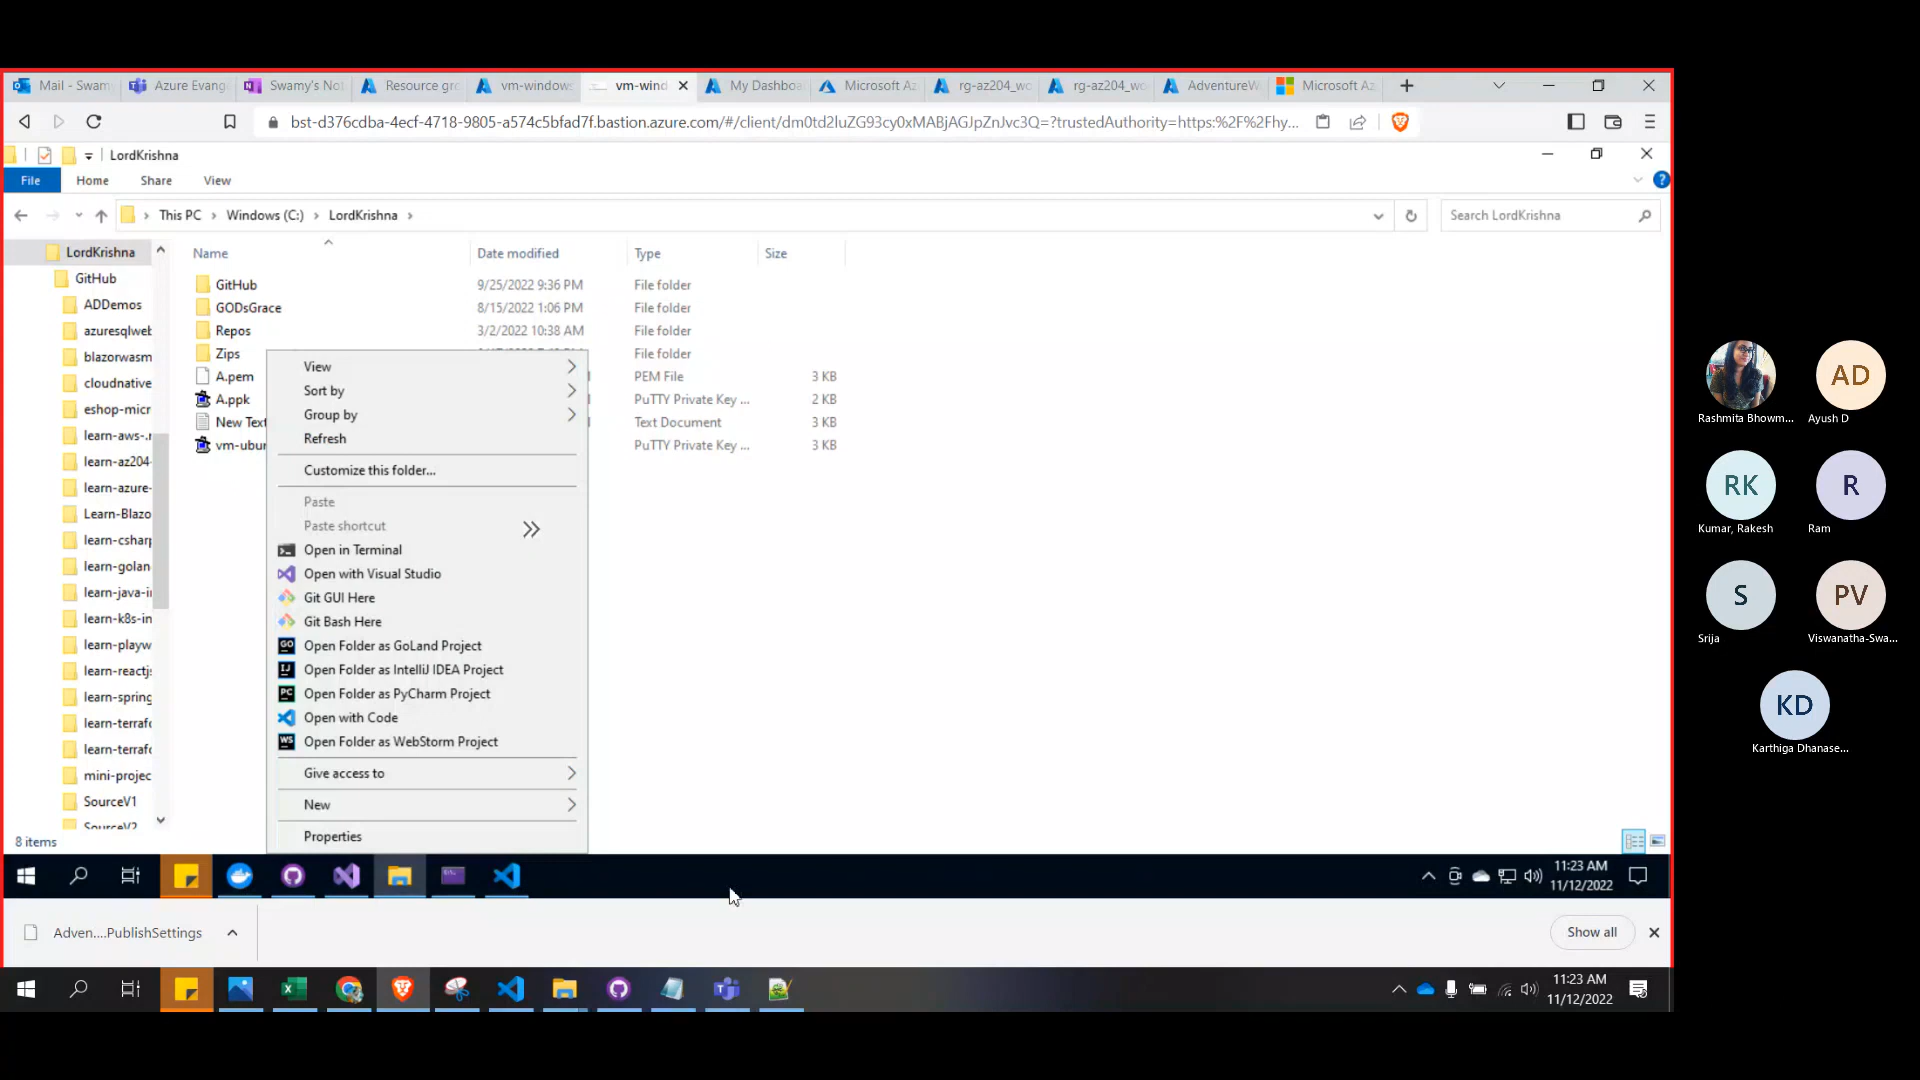 Mail - Swam
Azure Evang
Swamy's Not
Resource gro
vm-window
vm-wind
My Dashboa
Microsoft Az
rg-az204_wo
rg-az204_wo
AdventureW
Microsoft Az
bst-d376cdba-4ecf-4718-9805-a574c5bfad7f.bastion.azure.com/#/client/dm0td2luZG93cy0xMABjAGJpZnJvc3Q=?trustedAuthority=https:%2F%2Fhy...
LordKrishna
File
Home
Share
View
This PC
Windows (C:)
LordKrishna
Search LordKrishna
LordKrishna
GitHub
ADDemos
azuresqlweb
blazorwasm
cloudnative
eshop-micr
learn-aws-.r
learn-az204-
learn-azure-
Learn-Blazo
learn-csharp
learn-golan
learn-java-in
learn-k8s-in
learn-playw
learn-reactjs
learn-spring
learn-terrafo
learn-terrafo
mini-projec
SourceV1
SourceV2
Name
Date modified
Type
Size
GitHub
9/25/2022 9:36 PM
File folder
GODsGrace
8/15/2022 1:06 PM
File folder
Repos
3/2/2022 10:38 AM
File folder
Zips
File folder
A.pem
PEM File
3 KB
A.ppk
PuTTY Private Key ...
2 KB
New Text
Text Document
3 KB
vm-ubun
PuTTY Private Key ...
3 KB
View
Sort by
Group by
Refresh
Customize this folder...
Paste
Paste shortcut
Open in Terminal
Open with Visual Studio
Git GUI Here
Git Bash Here
Open Folder as GoLand Project
Open Folder as IntelliJ IDEA Project
Open Folder as PyCharm Project
Open with Code
Open Folder as WebStorm Project
Give access to
New
Properties
8 items
11:23 AM
11/12/2022
Adven....PublishSettings
Show all
11:23 AM
11/12/2022
Rashmita Bhowm...
AD
Ayush D
RK
Kumar, Rakesh
R
Ram
S
Srija
PV
Viswanatha-Swa...
KD
Karthiga Dhanase...